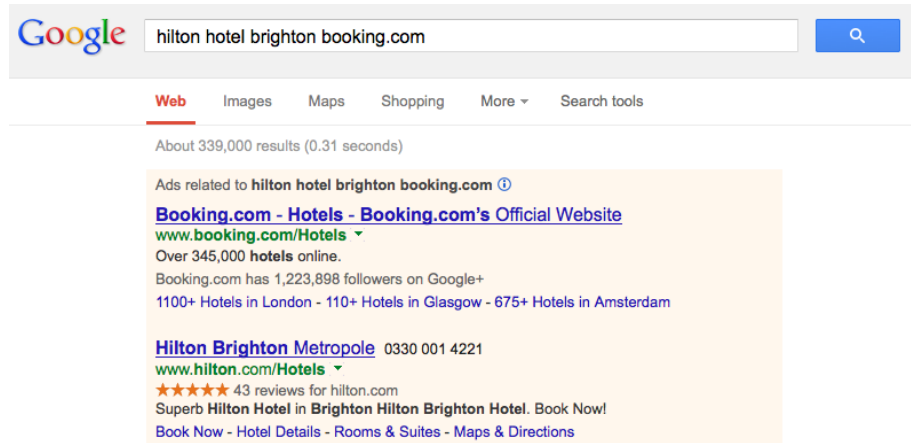 Google hilton hotel brighton booking.com
Web Images Maps Shopping More Search tools
About 339,000 results (0.31 seconds)
Ads related to hilton hotel brighton booking.com
Booking.com - Hotels - Booking.com's Official Website
www.booking.com/Hotels
Over 345,000 hotels online.
Booking.com has 1,223,898 followers on Google+
1100+ Hotels in London - 110+ Hotels in Glasgow - 675+ Hotels in Amsterdam
Hilton Brighton Metropole 0330 001 4221
www.hilton.com/Hotels
43 reviews for hilton.com
Superb Hilton Hotel in Brighton Hilton Brighton Hotel. Book Now!
Book Now - Hotel Details - Rooms & Suites - Maps & Directions